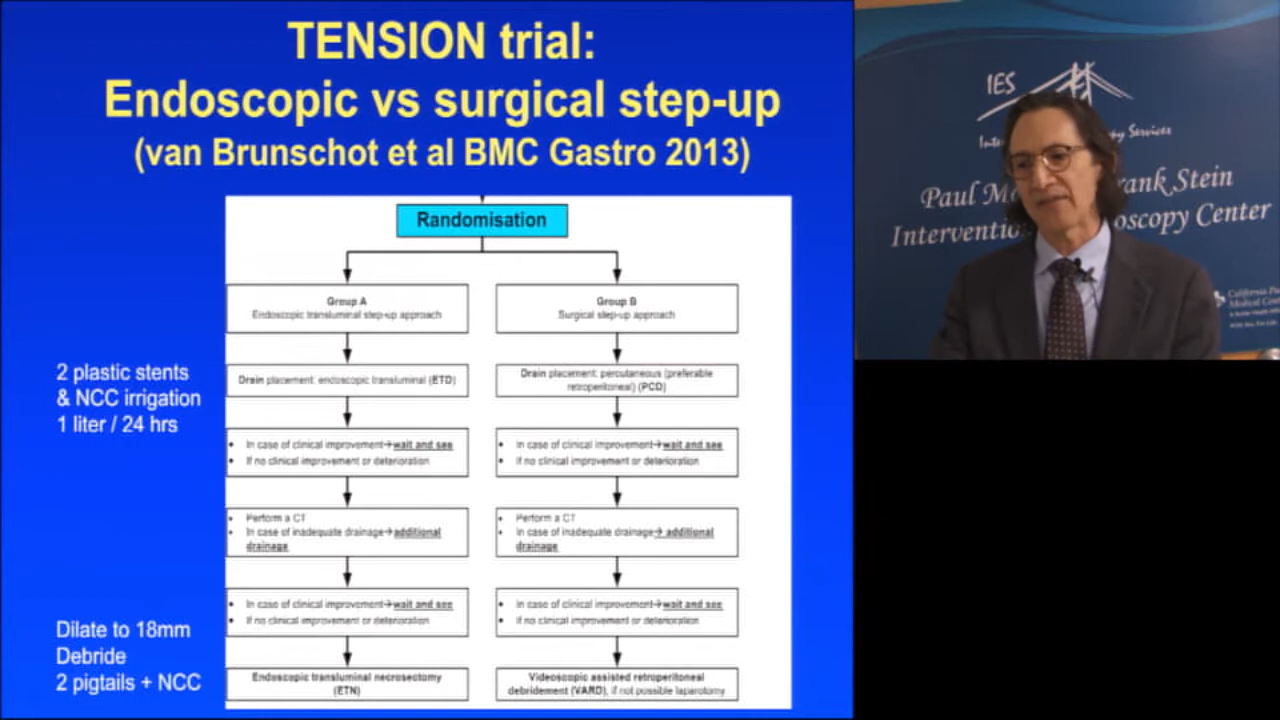 TENSION trial:
Endoscopic vs surgical step-up
(van Brunschot et al BMC Gastro 2013)
Randomisation
Group A
Endoscopic transluminal step-up approach
Group B
Surgical step-up approach
2 plastic stents
& NCC irrigation
1 liter / 24 hrs
Drain placement: endoscopic transluminal (ETD)
Drain placement: percutaneous (preferable
retroperitoneal) (PCD)
• In case of clinical improvement→wait and see
• If no clinical improvement or deterioration
• In case of clinical improvement→wait and see
• If no clinical improvement or deterioration
• Perform a CT
• In case of inadequate drainage→additional
drainage
• Perform a CT
• In case of inadequate drainage→ additional
drainage
• In case of clinical improvement→wait and see
• If no clinical improvement or deterioration
• In case of clinical improvement→wait and see
• If no clinical improvement or deterioration
Dilate to 18mm
Debride
2 pigtails + NCC
Endoscopic transluminal necrosectomy
(ETN)
Videoscopic assisted retroperitoneal
debridement (VARD), if not possible laparotomy
IES
Services
Paul Stein
Center
California
Medical